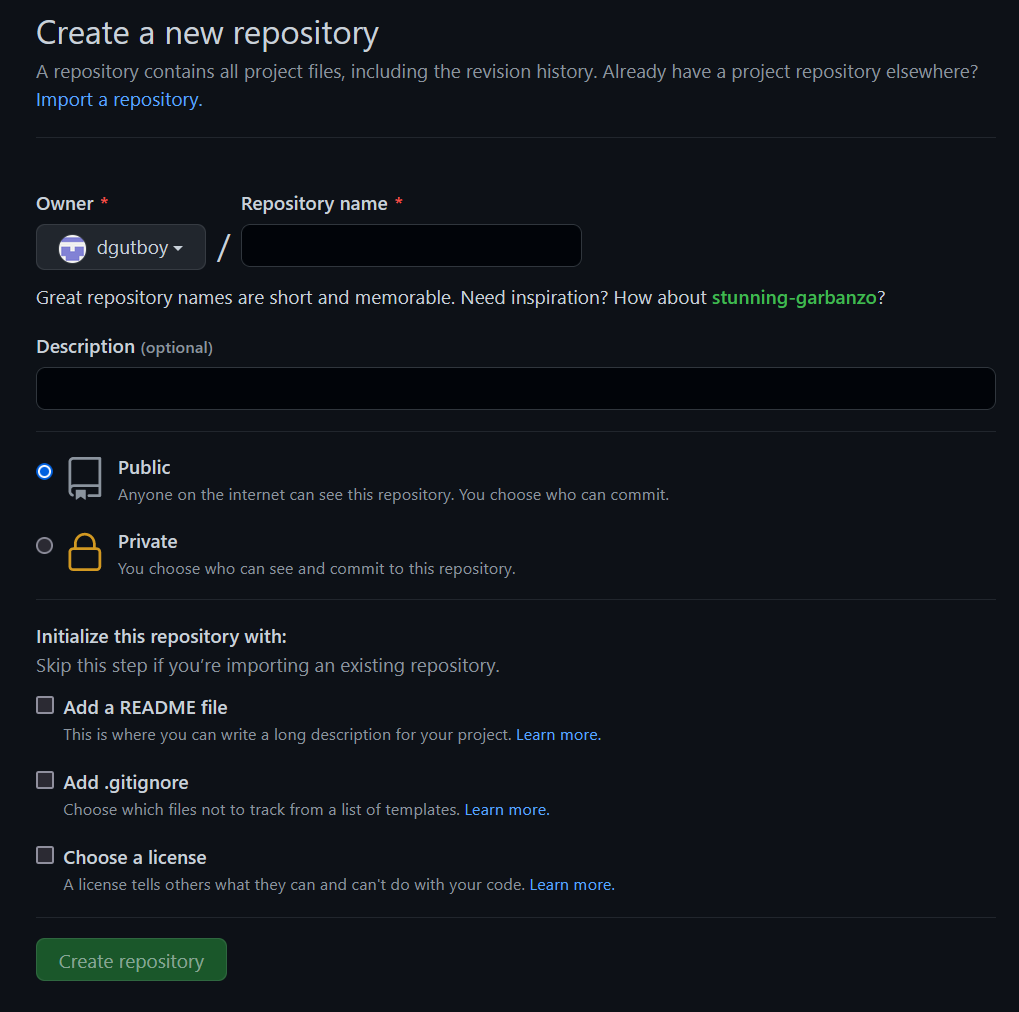 Create a new repository
A repository contains all project files, including the revision history. Already have a project repository elsewhere?
Import a repository.
Owner * Repository name *
dgutboy /
Great repository names are short and memorable. Need inspiration? How about stunning-garbanzo?
Description (optional)
Public
Anyone on the internet can see this repository. You choose who can commit.
Private
You choose who can see and commit to this repository.
Initialize this repository with:
Skip this step if you’re importing an existing repository.
Add a README file
This is where you can write a long description for your project. Learn more.
Add .gitignore
Choose which files not to track from a list of templates. Learn more.
Choose a license
A license tells others what they can and can't do with your code. Learn more.
Create repository